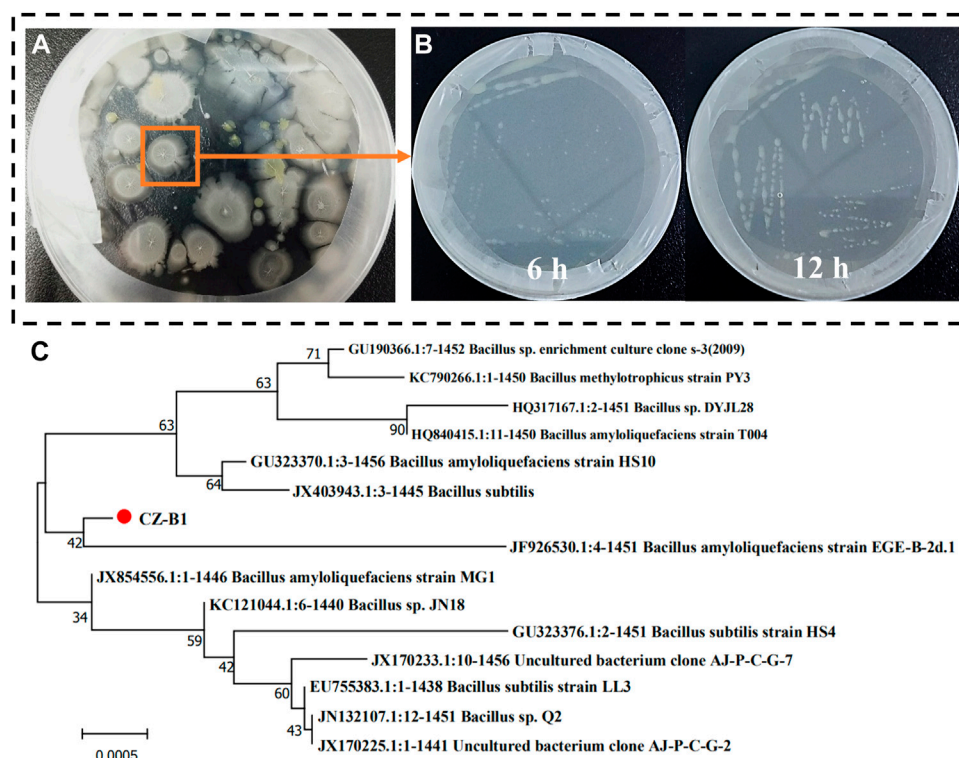 A
B
6 h
12 h
C
71
GU190366.1:7-1452 Bacillus sp. enrichment culture clone s-3(2009)
63
KC790266.1:1-1450 Bacillus methylotrophicus strain PY3
HQ317167.1:2-1451 Bacillus sp. DYJL28
63
90
HQ840415.1:11-1450 Bacillus amyloliquefaciens strain T004
GU323370.1:3-1456 Bacillus amyloliquefaciens strain HS10
64
JX403943.1:3-1445 Bacillus subtilis
CZ-B1
42
JF926530.1:4-1451 Bacillus amyloliquefaciens strain EGE-B-2d.1
JX854556.1:1-1446 Bacillus amyloliquefaciens strain MG1
KC121044.1:6-1440 Bacillus sp. JN18
34
GU323376.1:2-1451 Bacillus subtilis strain HS4
59
42
JX170233.1:10-1456 Uncultured bacterium clone AJ-P-C-G-7
60
EU755383.1:1-1438 Bacillus subtilis strain LL3
JN132107.1:12-1451 Bacillus sp. Q2
43
JX170225.1:1-1441 Uncultured bacterium clone AJ-P-C-G-2
0.0005